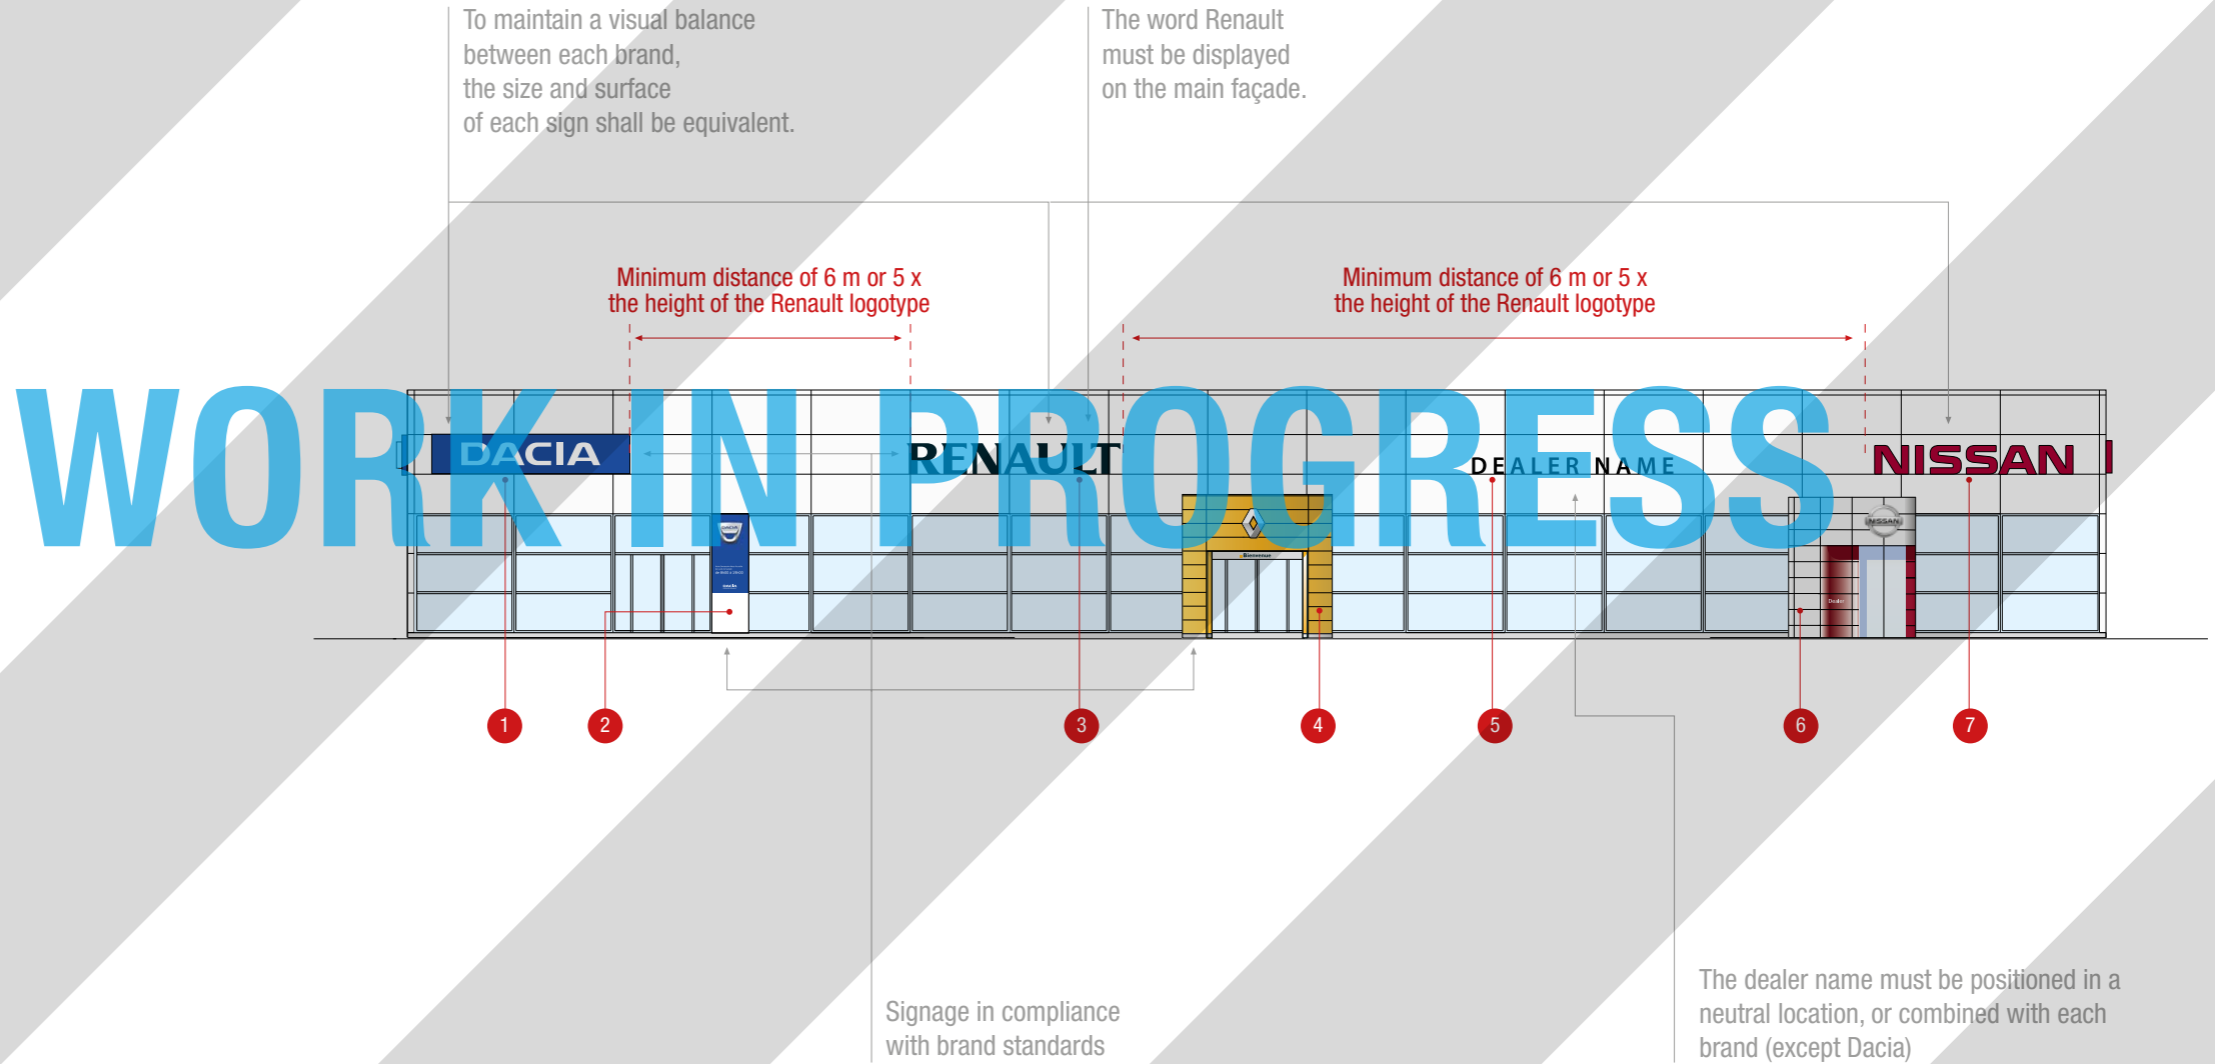 To maintain a visual balance
between each brand,
the size and surface
of each sign shall be equivalent.
The word Renault
must be displayed
on the main façade.
Minimum distance of 6 m or 5 x
the height of the Renault logotype
Minimum distance of 6 m or 5 x
the height of the Renault logotype
WORK IN PROGRESS
DACIA
RENAULT
DEALER NAME
NISSAN
DACIA
NISSAN
Bienvenue
Dealer
1
2
3
4
5
6
7
Signage in compliance
with brand standards
The dealer name must be positioned in a
neutral location, or combined with each
brand (except Dacia)